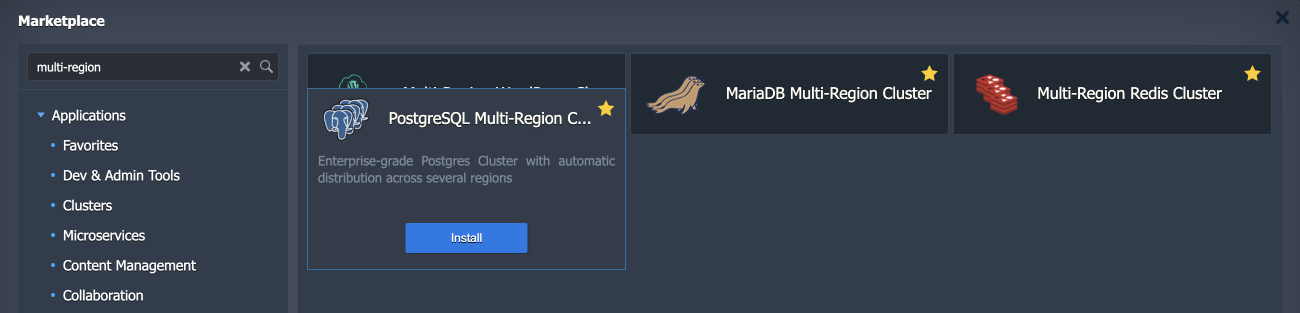 Marketplace
multi-region
Applications
Favorites
Dev & Admin Tools
Clusters
Microservices
Content Management
Collaboration
PostgreSQL Multi-Region C...
Enterprise-grade Postgres Cluster with automatic
distribution across several regions
Install
MariaDB Multi-Region Cluster
Multi-Region Redis Cluster